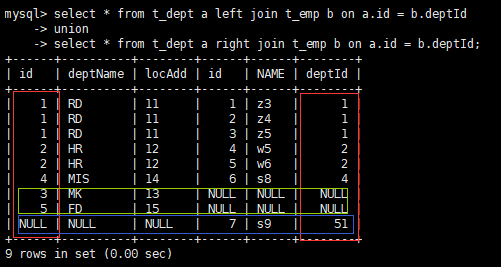 mysql> select * from t_dept a left join t_emp b on a.id = b.deptId
    -> union
    -> select * from t_dept a right join t_emp b on a.id = b.deptId;
+------+----------+--------+------+------+--------+
| id   | deptName | locAdd | id   | NAME | deptId |
+------+----------+--------+------+------+--------+
|    1 | RD       | 11     |    1 | z3   |      1 |
|    1 | RD       | 11     |    2 | z4   |      1 |
|    1 | RD       | 11     |    3 | z5   |      1 |
|    2 | HR       | 12     |    4 | w5   |      2 |
|    2 | HR       | 12     |    5 | w6   |      2 |
|    4 | MIS      | 14     |    6 | s8   |      4 |
|    3 | MK       | 13     | NULL | NULL |   NULL |
|    5 | FD       | 15     | NULL | NULL |   NULL |
| NULL | NULL     | NULL   |    7 | s9   |     51 |
+------+----------+--------+------+------+--------+
9 rows in set (0.00 sec)